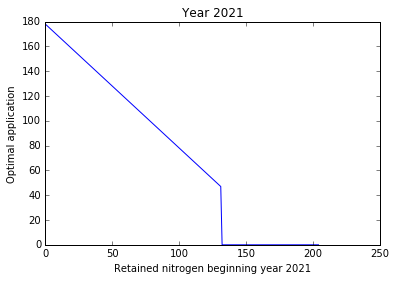 Year 2021
180
160
140
120
100
80
60
40
20
0
Optimal application
0 50 100 150 200 250
Retained nitrogen beginning year 2021